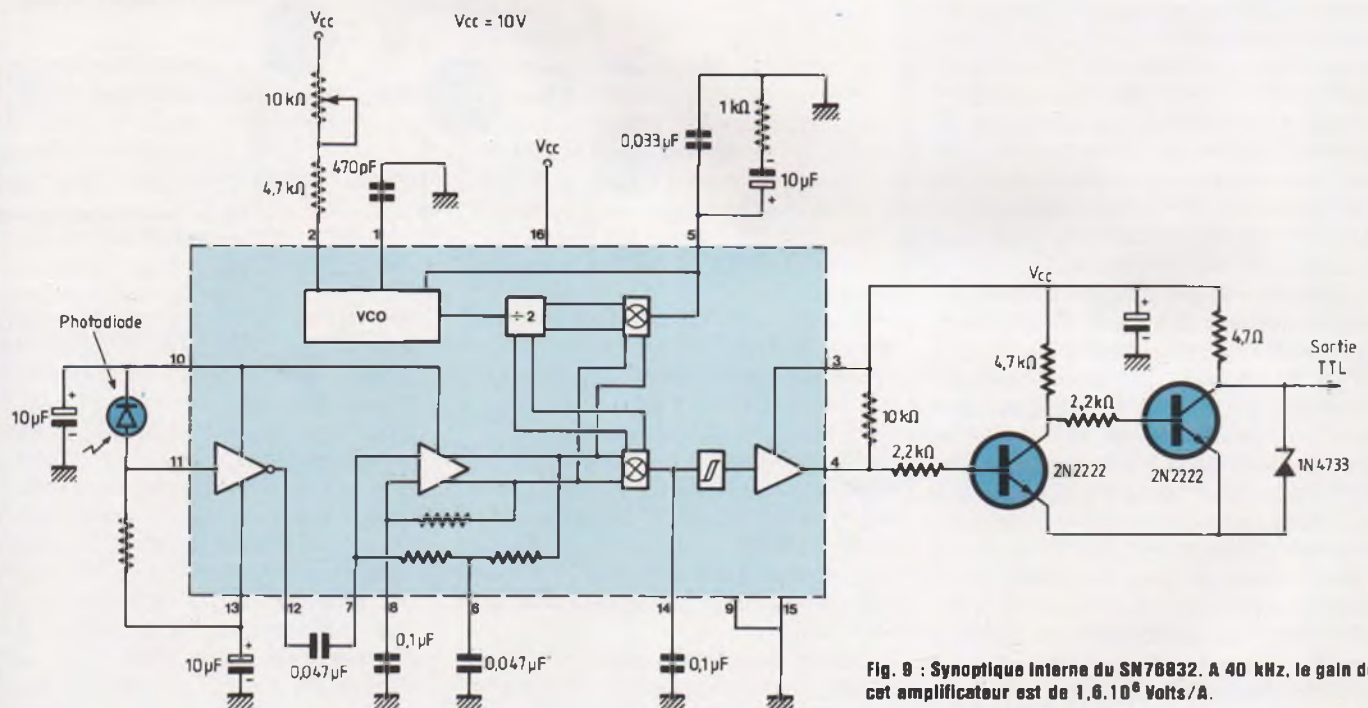 Vcc
Vcc = 10V
10 kΩ
4,7 kΩ
470pF
Vcc
0,033µF
1kΩ
10µF
2
1
16
5
VCO
÷ 2
Photodiode
10
10µF
11
3
4
10 kΩ
2,2kΩ
Vcc
4,7kΩ
2,2kΩ
4,7Ω
Sortie
TTL
2N2222
2N2222
1N4733
13
12
7
8
6
14
9
15
10µF
0,047µF
0,1µF
0,047µF
0,1µF
Fig. 9 : Synoptique interne du SN76832. A 40 kHz, le gain d
cet amplificateur est de 1,6.10⁶ Volts/A.